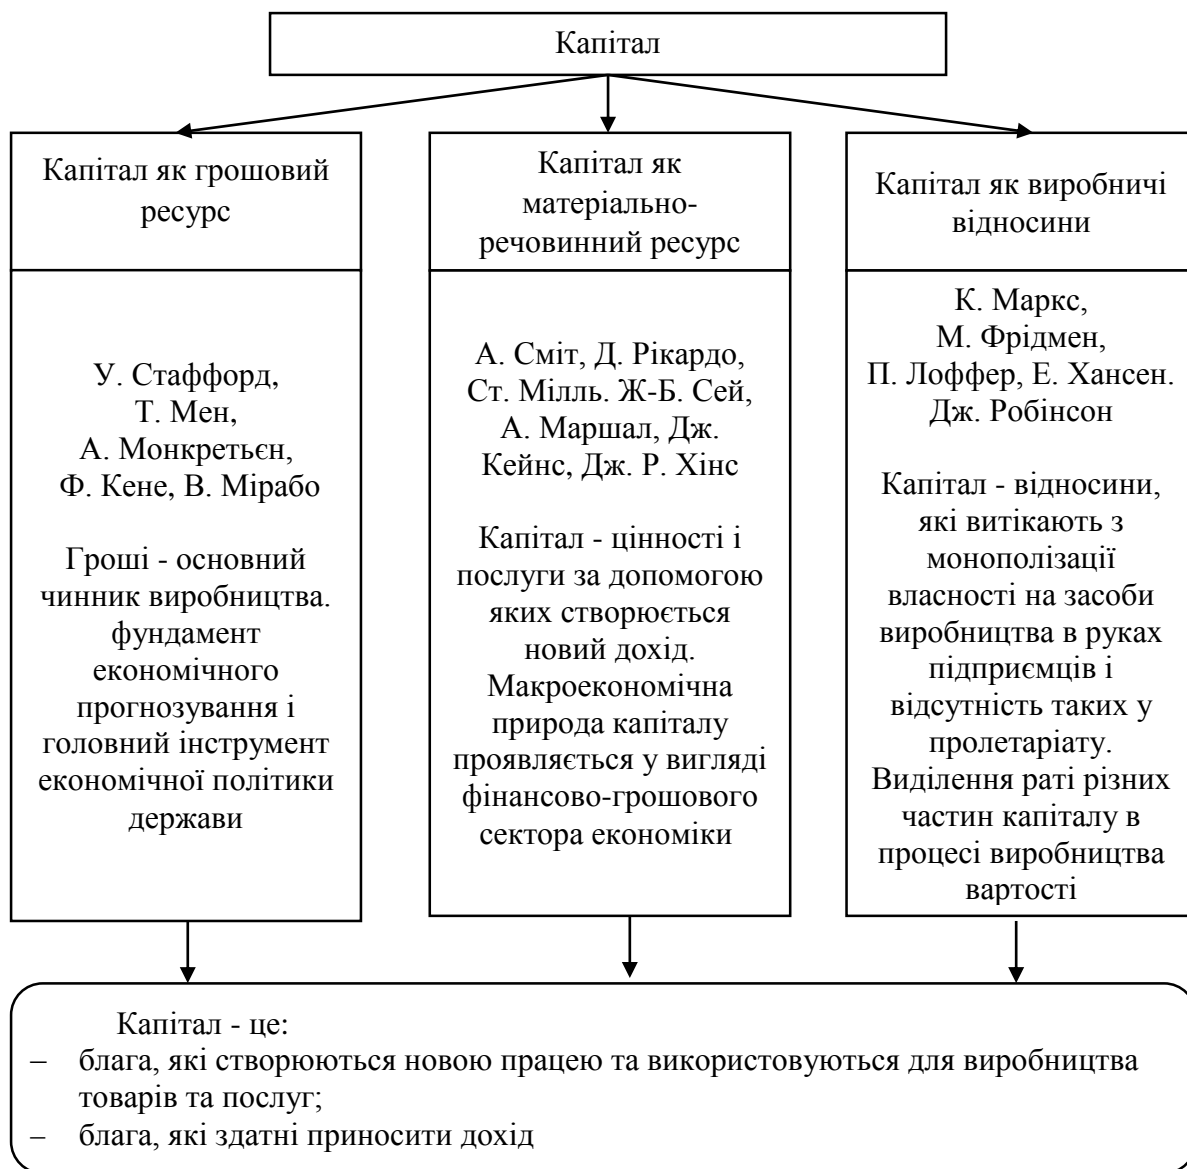 Капітал
Капітал як грошовий
ресурс
Капітал як
матеріально-
речовинний ресурс
Капітал як виробничі
відносини
У. Стаффорд,
Т. Мен,
А. Монкретьєн,
Ф. Кене, В. Мірабо
Гроші - основний
чинник виробництва.
фундамент
економічного
прогнозування і
головний інструмент
економічної політики
держави
А. Сміт, Д. Рікардо,
Ст. Мілль. Ж-Б. Сей,
А. Маршал, Дж.
Кейнс, Дж. Р. Хінс
Капітал - цінності і
послуги за допомогою
яких створюється
новий дохід.
Макроекономічна
природа капіталу
проявляється у вигляді
фінансово-грошового
сектора економіки
К. Маркс,
М. Фрідмен,
П. Лоффер, Е. Хансен.
Дж. Робінсон
Капітал - відносини,
які витікають з
монополізації
власності на засоби
виробництва в руках
підприємців і
відсутність таких у
пролетаріату.
Виділення раті різних
частин капіталу в
процесі виробництва
вартості
Капітал - це:
– блага, які створюються новою працею та використовуються для виробництва
товарів та послуг;
– блага, які здатні приносити дохід